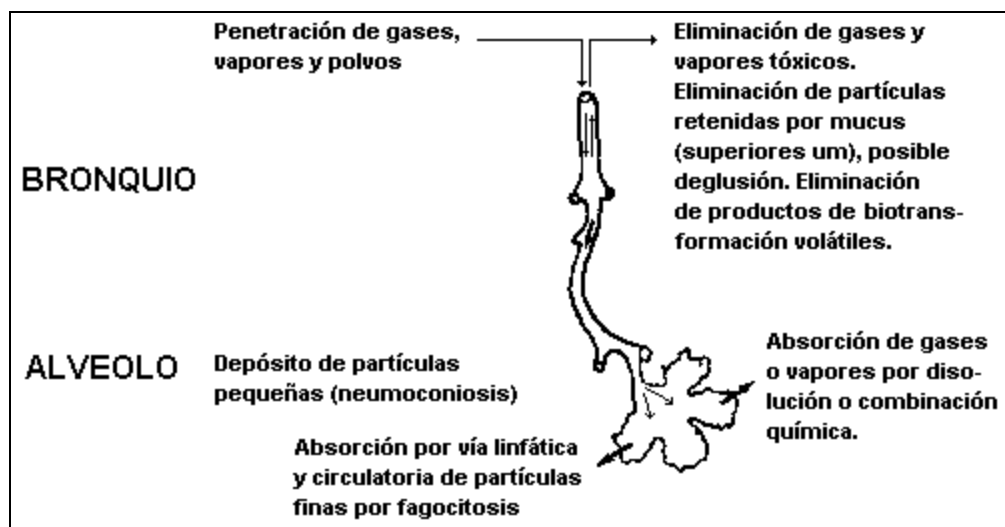 Penetración de gases,
vapores y polvos
Eliminación de gases y
vapores tóxicos.
Eliminación de partículas
retenidas por mucus
(superiores um), posible
deglusión. Eliminación
de productos de biotrans-
formación volátiles.
BRONQUIO
ALVEOLO
Depósito de partículas
pequeñas (neumoconiosis)
Absorción de gases
o vapores por diso-
lución o combinación
química.
Absorción por vía linfática
y circulatoria de partículas
finas por fagocitosis